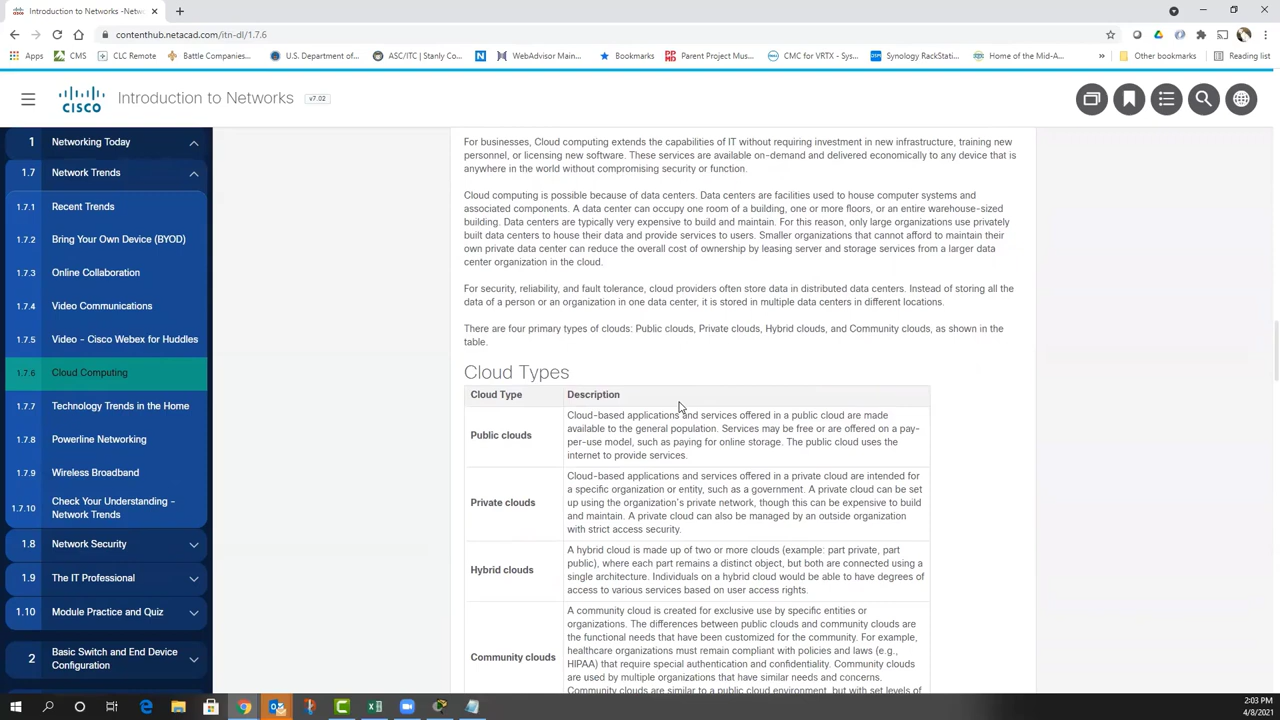 Introduction to Networks -Netw
contenthub.netacad.com/itn-dl/1.7.6
Apps
CMS
CLC Remote
Battle Companies...
U.S. Department of...
ASC/ITC | Stanly Co...
WebAdvisor Main...
Bookmarks
Parent Project Mus...
CMC for VRTX - Sys...
Synology RackStati...
Home of the Mid-A...
»
Other bookmarks
Reading list
CISCO
Introduction to Networks
v7.02
1 Networking Today
1.7 Network Trends
1.7.1 Recent Trends
1.7.2 Bring Your Own Device (BYOD)
1.7.3 Online Collaboration
1.7.4 Video Communications
1.7.5 Video - Cisco Webex for Huddles
1.7.6 Cloud Computing
1.7.7 Technology Trends in the Home
1.7.8 Powerline Networking
1.7.9 Wireless Broadband
1.7.10 Check Your Understanding -
Network Trends
1.8 Network Security
1.9 The IT Professional
1.10 Module Practice and Quiz
2 Basic Switch and End Device
Configuration
For businesses, Cloud computing extends the capabilities of IT without requiring investment in new infrastructure, training new
personnel, or licensing new software. These services are available on-demand and delivered economically to any device that is
anywhere in the world without compromising security or function.
Cloud computing is possible because of data centers. Data centers are facilities used to house computer systems and
associated components. A data center can occupy one room of a building, one or more floors, or an entire warehouse-sized
building. Data centers are typically very expensive to build and maintain. For this reason, only large organizations use privately
built data centers to house their data and provide services to users. Smaller organizations that cannot afford to maintain their
own private data center can reduce the overall cost of ownership by leasing server and storage services from a larger data
center organization in the cloud.
For security, reliability, and fault tolerance, cloud providers often store data in distributed data centers. Instead of storing all the
data of a person or an organization in one data center, it is stored in multiple data centers in different locations.
There are four primary types of clouds: Public clouds, Private clouds, Hybrid clouds, and Community clouds, as shown in the
table.
Cloud Types
Cloud Type Description
Public clouds
Cloud-based applications and services offered in a public cloud are made
available to the general population. Services may be free or are offered on a pay-
per-use model, such as paying for online storage. The public cloud uses the
internet to provide services.
Private clouds
Cloud-based applications and services offered in a private cloud are intended for
a specific organization or entity, such as a government. A private cloud can be set
up using the organization's private network, though this can be expensive to build
and maintain. A private cloud can also be managed by an outside organization
with strict access security.
Hybrid clouds
A hybrid cloud is made up of two or more clouds (example: part private, part
public), where each part remains a distinct object, but both are connected using a
single architecture. Individuals on a hybrid cloud would be able to have degrees of
access to various services based on user access rights.
Community clouds
A community cloud is created for exclusive use by specific entities or
organizations. The differences between public clouds and community clouds are
the functional needs that have been customized for the community. For example,
healthcare organizations must remain compliant with policies and laws (e.g.,
HIPAA) that require special authentication and confidentiality. Community clouds
are used by multiple organizations that have similar needs and concerns.
Community clouds are similar to a public cloud environment, but with set levels of
2:03 PM
4/8/2021